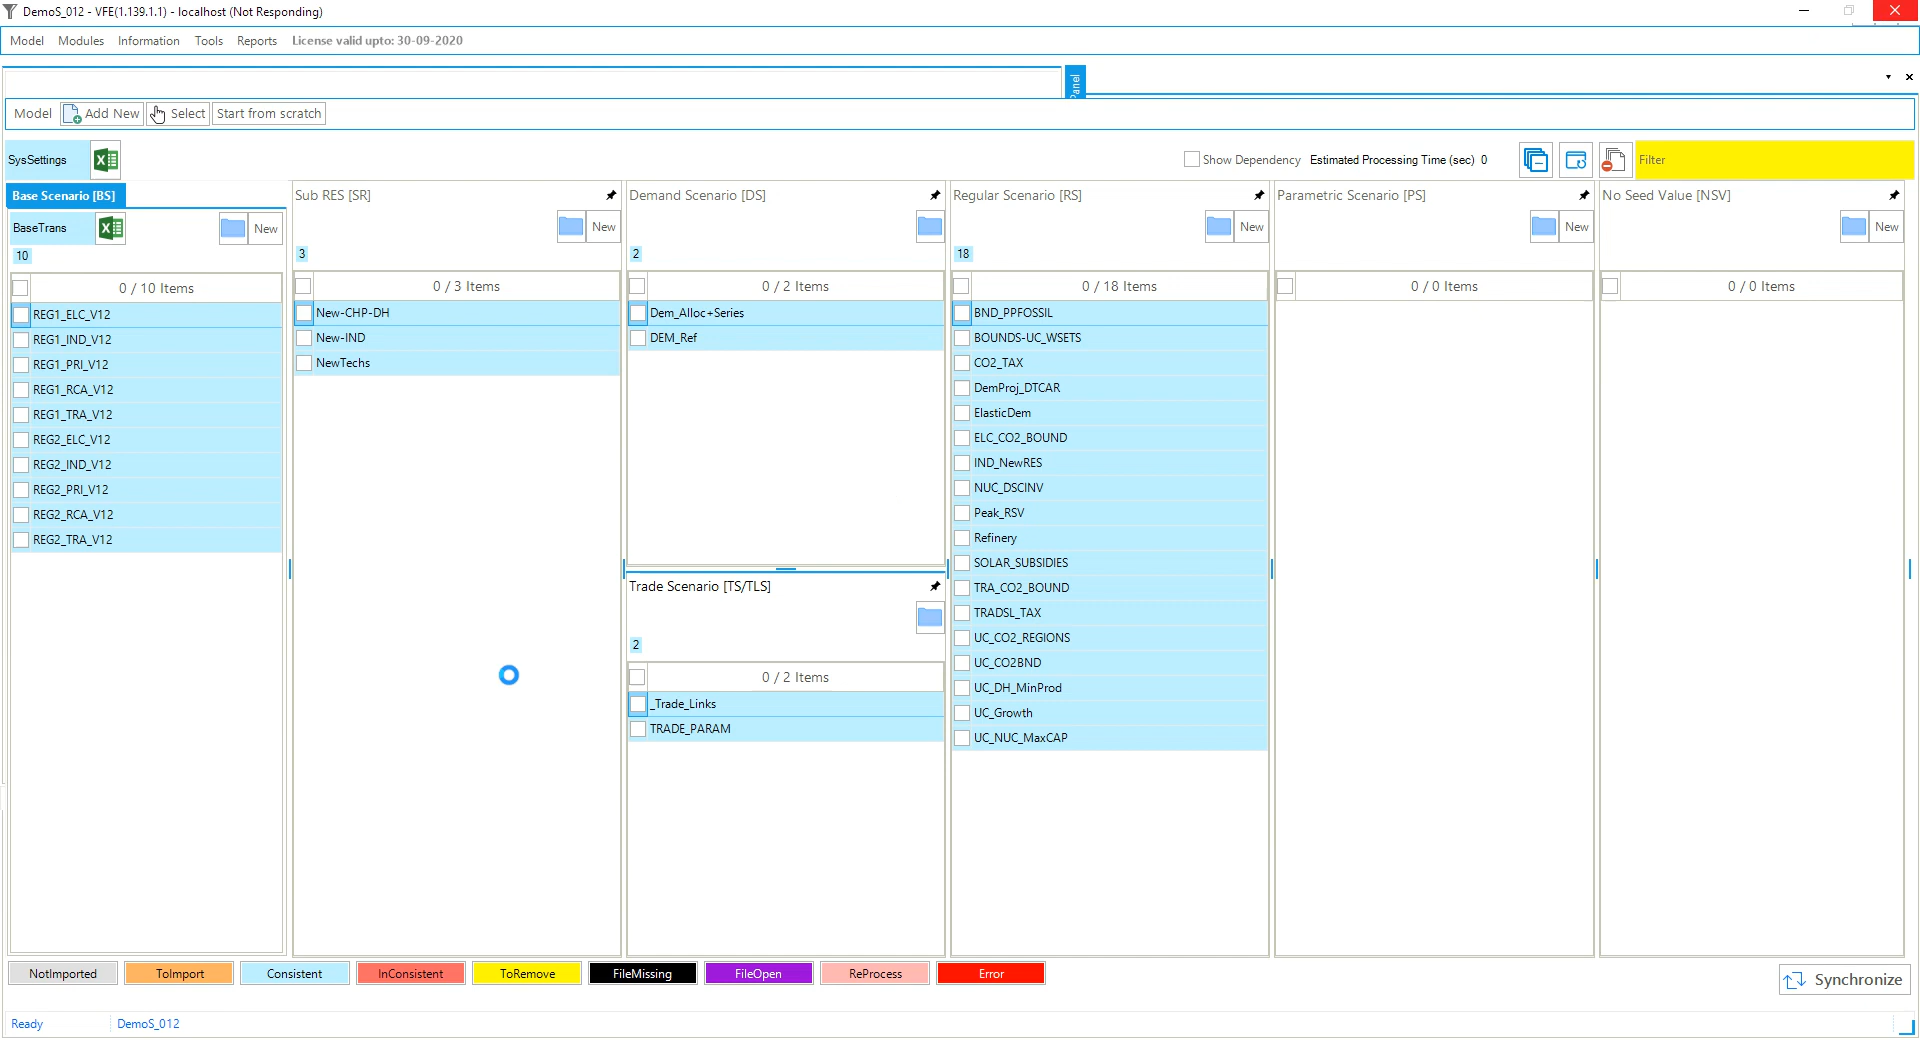 DemoS_012 - VFE(1.139.1.1) - localhost (Not Responding)
Model Modules Information Tools Reports License valid upto: 30-09-2020
Panel
Model Add New Select Start from scratch
SysSettings Show Dependency Estimated Processing Time (sec) 0 Filter
Base Scenario [BS]
BaseTrans New
10
0 / 10 Items
REG1_ELC_V12
REG1_IND_V12
REG1_PRI_V12
REG1_RCA_V12
REG1_TRA_V12
REG2_ELC_V12
REG2_IND_V12
REG2_PRI_V12
REG2_RCA_V12
REG2_TRA_V12
Sub RES [SR]
New
3
0 / 3 Items
New-CHP-DH
New-IND
NewTechs
Demand Scenario [DS]
2
0 / 2 Items
Dem_Alloc+Series
DEM_Ref
Trade Scenario [TS/TLS]
2
0 / 2 Items
_Trade_Links
TRADE_PARAM
Regular Scenario [RS]
New
18
0 / 18 Items
BND_PPFOSSIL
BOUNDS-UC_WSETS
CO2_TAX
DemProj_DTCAR
ElasticDem
ELC_CO2_BOUND
IND_NewRES
NUC_DSCINV
Peak_RSV
Refinery
SOLAR_SUBSIDIES
TRA_CO2_BOUND
TRADSL_TAX
UC_CO2_REGIONS
UC_CO2BND
UC_DH_MinProd
UC_Growth
UC_NUC_MaxCAP
Parametric Scenario [PS]
New
0 / 0 Items
No Seed Value [NSV]
New
0 / 0 Items
NotImported ToImport Consistent InConsistent ToRemove FileMissing FileOpen ReProcess Error
Synchronize
Ready DemoS_012